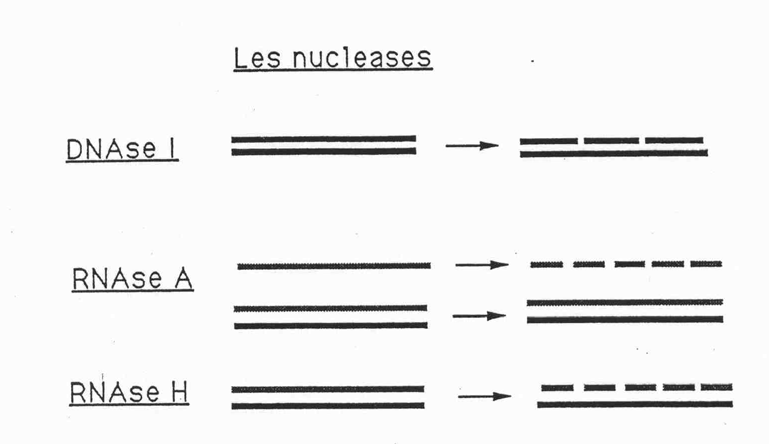 Les nucleases
DNAse I
RNAse A
RNAse H